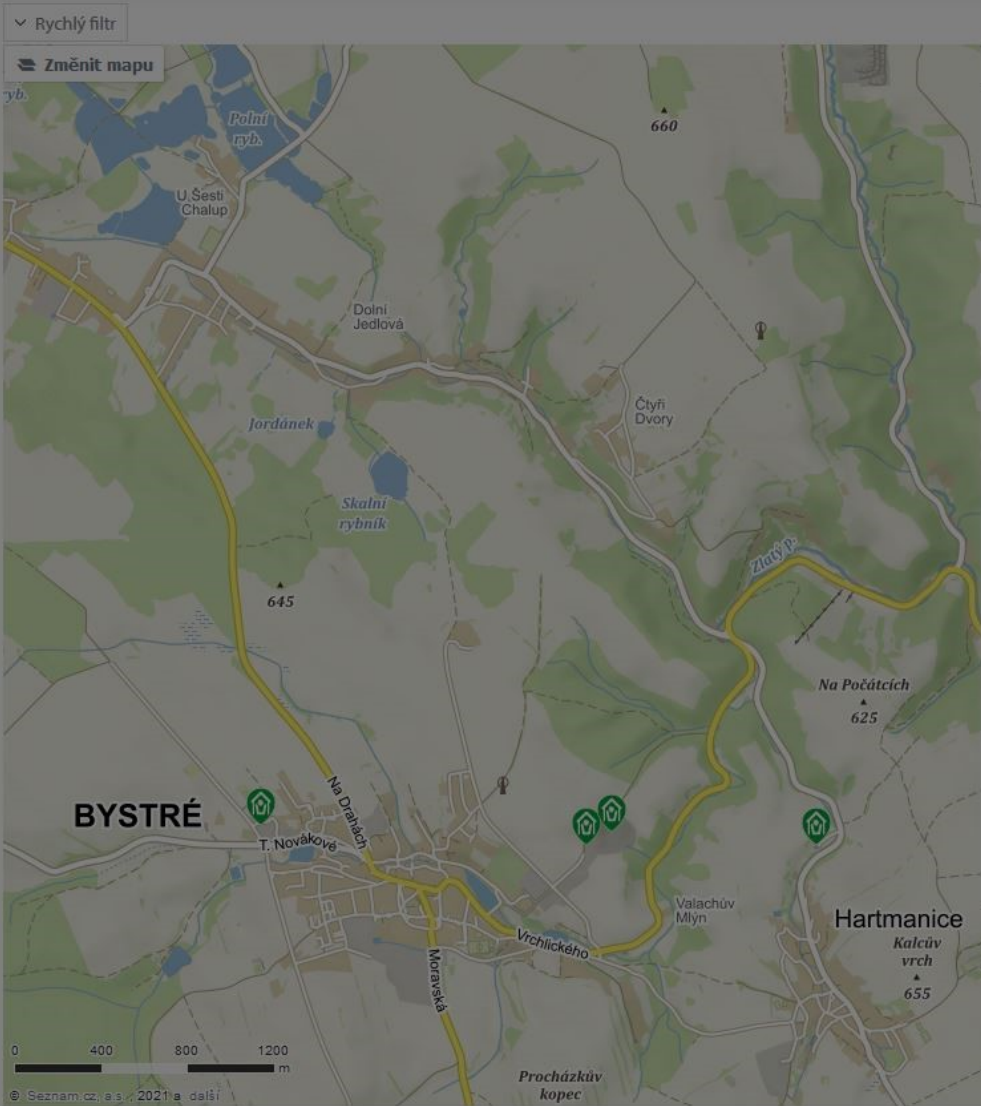 Rychlý filtr
Změnit mapu
ryb.
Polní
ryb.
660
U Šesti
Chalup
Dolní
Jedlová
Čtyři
Dvory
Jordánek
Skalní
rybník
Zlatý p.
645
Na Počátcích
625
BYSTRÉ
Na Drahách
T. Novákové
Valachův
Mlýn
Hartmanice
Vrchlického
Kalcův
vrch
655
Moravská
0 400 800 1200
m
Procházkův
kopec
© Seznam.cz, a.s., 2021 a další